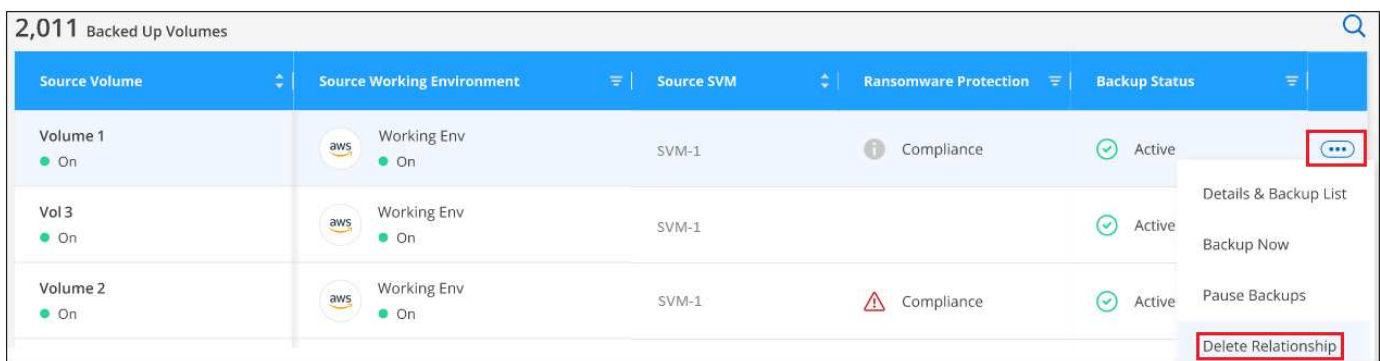 2,011 Backed Up Volumes
Source Volume Source Working Environment Source SVM Ransomware Protection Backup Status
Volume 1
On
aws
Working Env
On
SVM-1
Compliance
Active
Vol 3
On
aws
Working Env
On
SVM-1
Active
Volume 2
On
aws
Working Env
On
SVM-1
Compliance
Active
Details & Backup List
Backup Now
Pause Backups
Delete Relationship